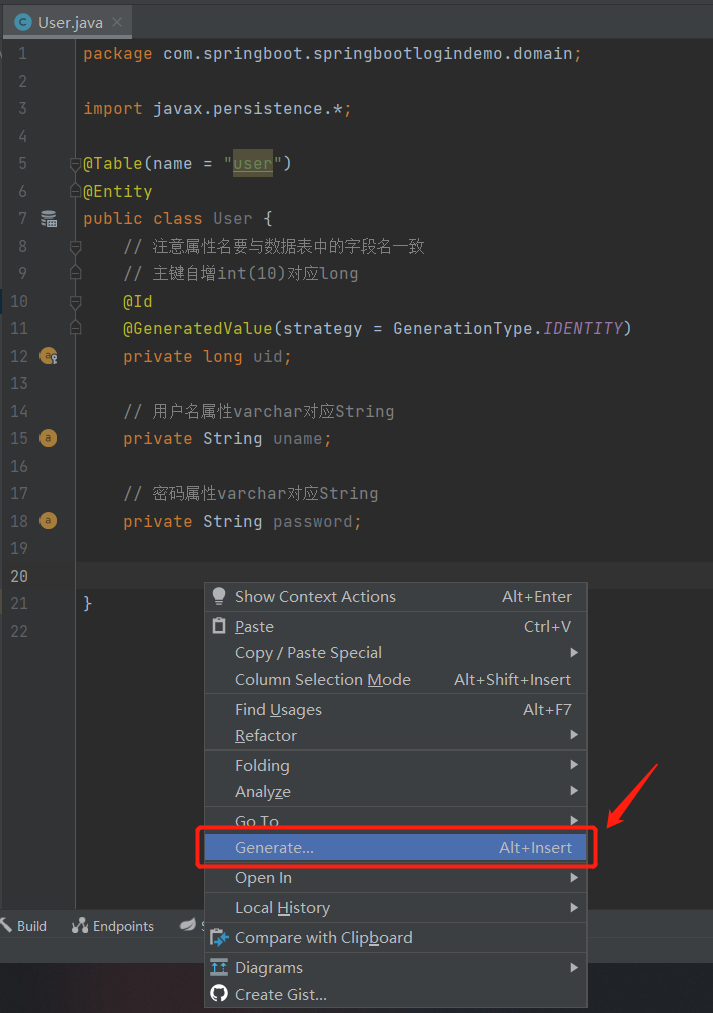 User.java
1 package com.springboot.springbootlogindemo.domain;
2
3 import javax.persistence.*;
4
5 @Table(name = "user")
6 @Entity
7 public class User {
8 // 注意属性名要与数据表中的字段名一致
9 // 主键自增int(10)对应long
10 @Id
11 @GeneratedValue(strategy = GenerationType.IDENTITY)
12 private long uid;
13
14 // 用户名属性varchar对应String
15 private String uname;
16
17 // 密码属性varchar对应String
18 private String password;
19
20
21 }
22
Show Context Actions Alt+Enter
Paste Ctrl+V
Copy / Paste Special
Column Selection Mode Alt+Shift+Insert
Find Usages Alt+F7
Refactor
Folding
Analyze
Go To
Generate... Alt+Insert
Open In
Local History
Compare with Clipboard
Diagrams
Create Gist...
Build Endpoints